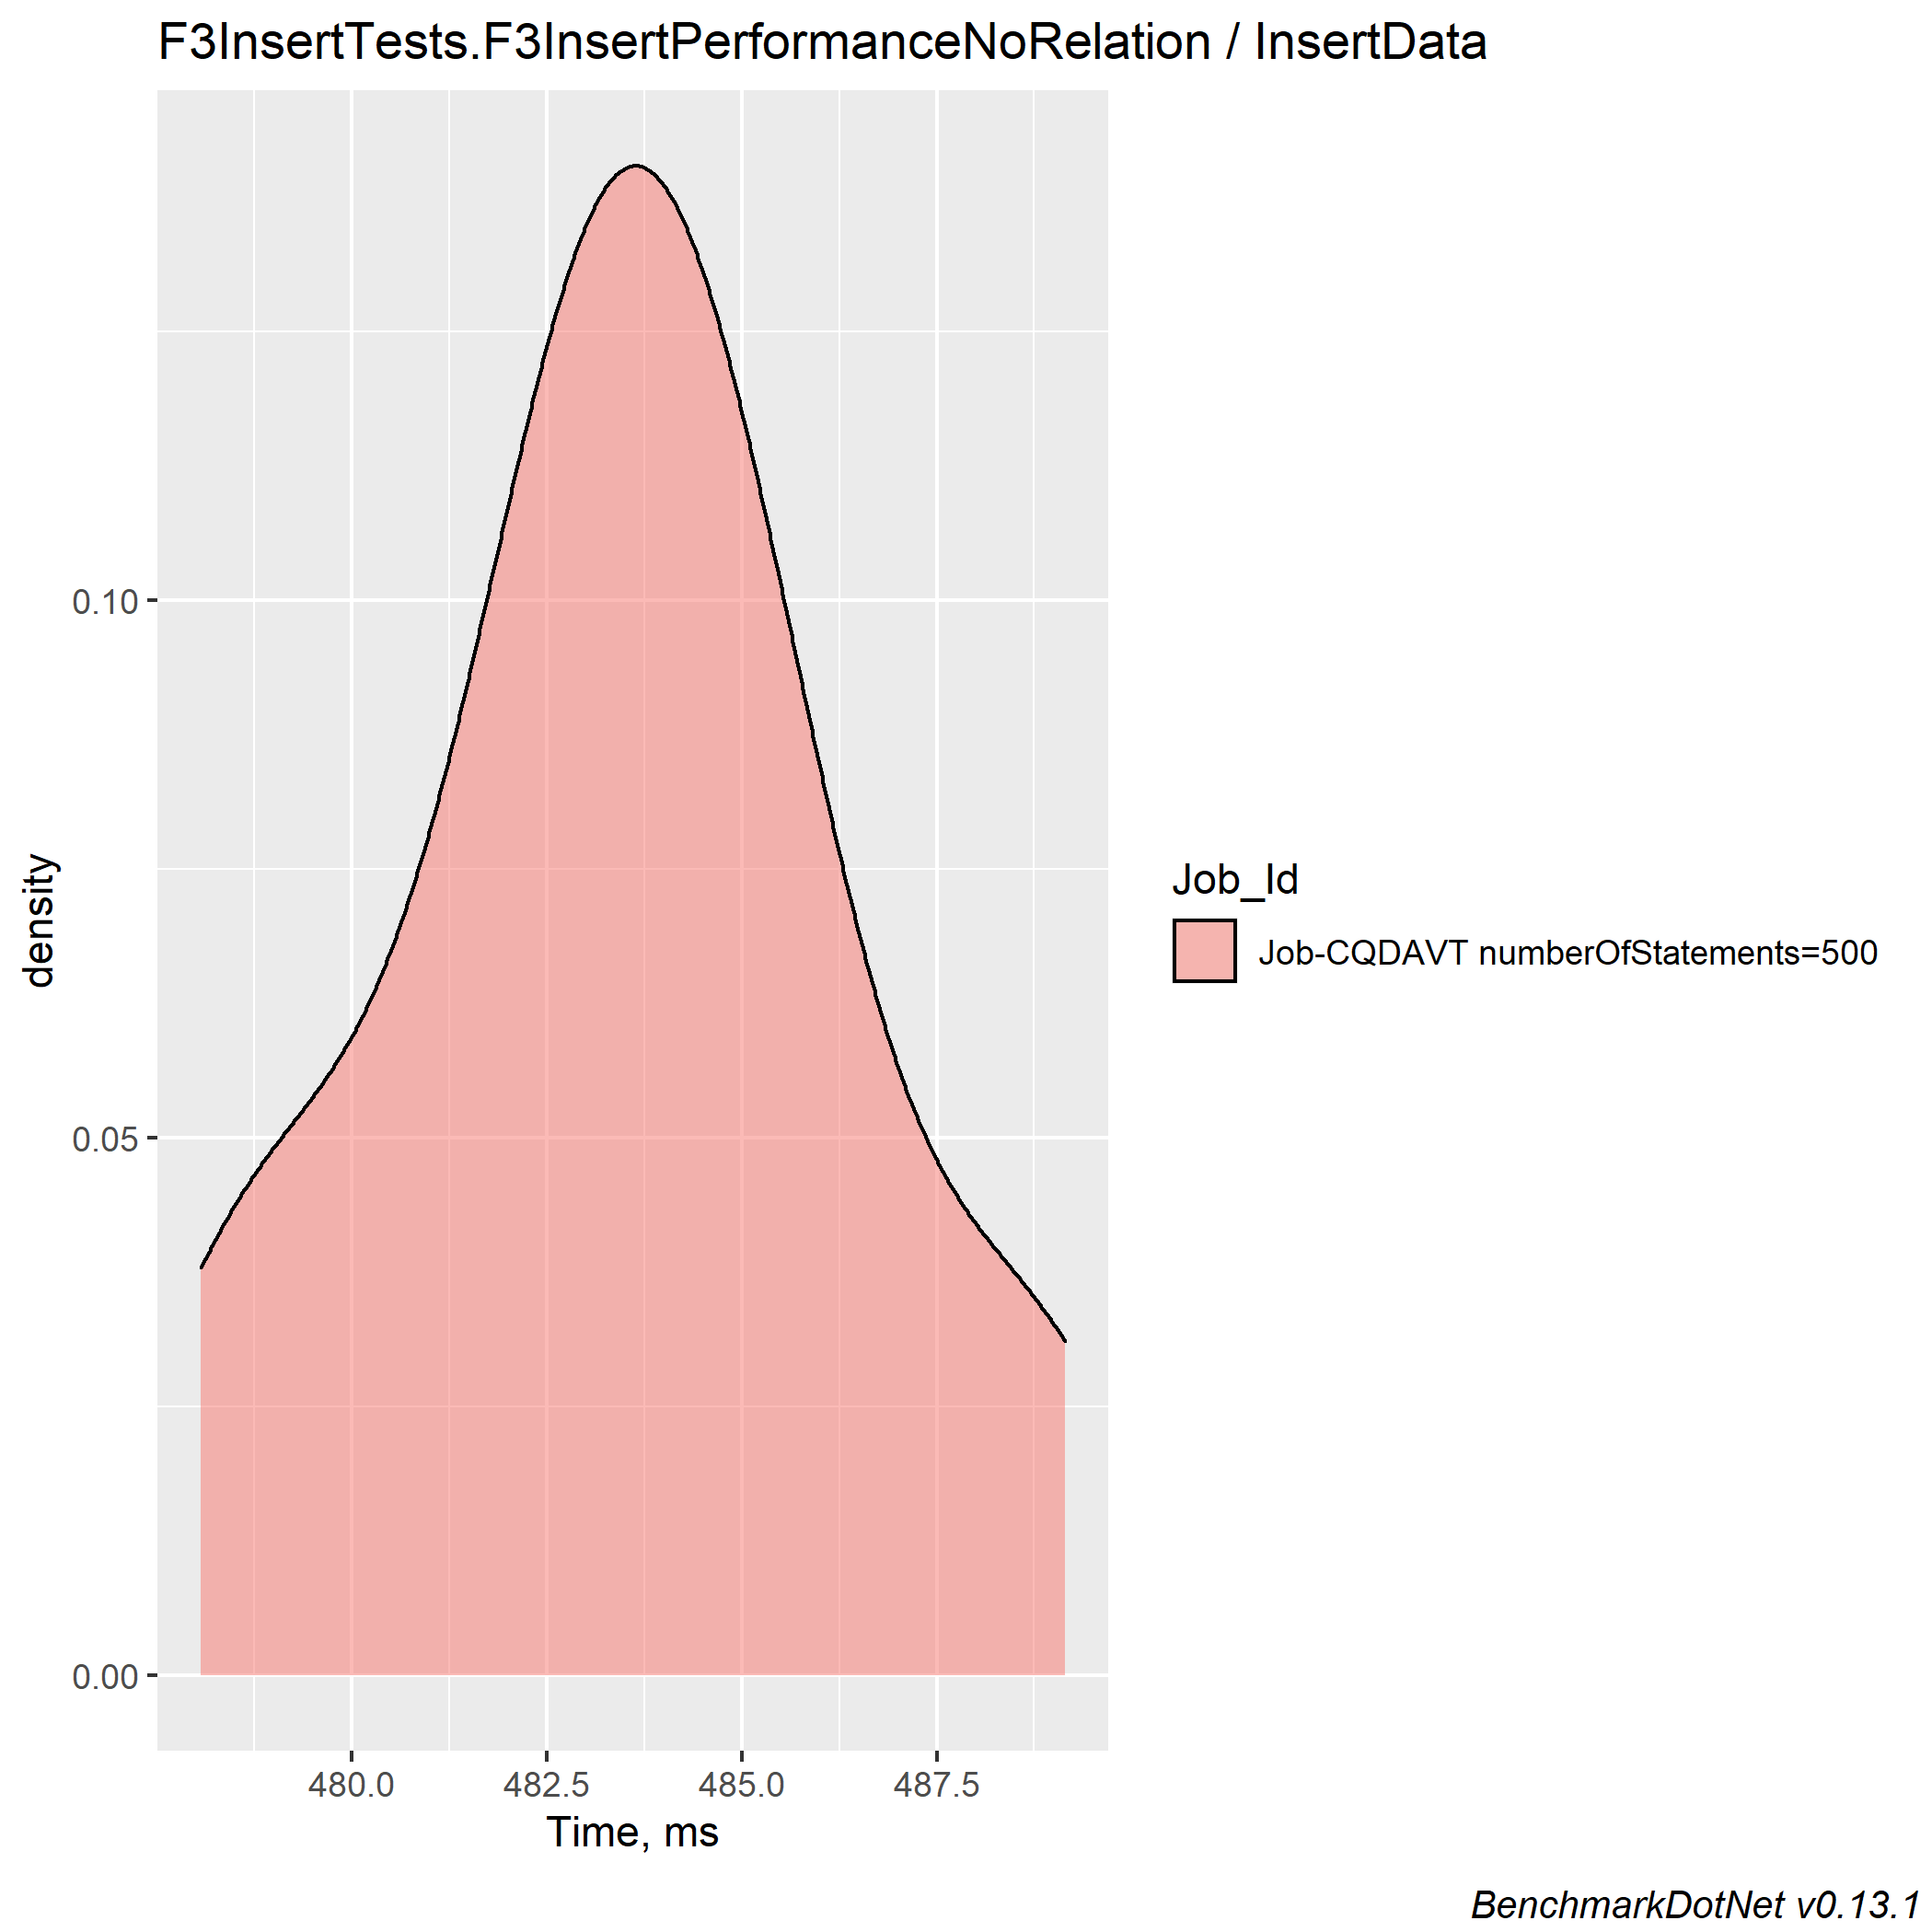 F3InsertTests.F3InsertPerformanceNoRelation / InsertData
density
0.10
0.05
0.00
480.0 482.5 485.0 487.5
Time, ms
Job_Id
Job-CQDAVT numberOfStatements=500
BenchmarkDotNet v0.13.1